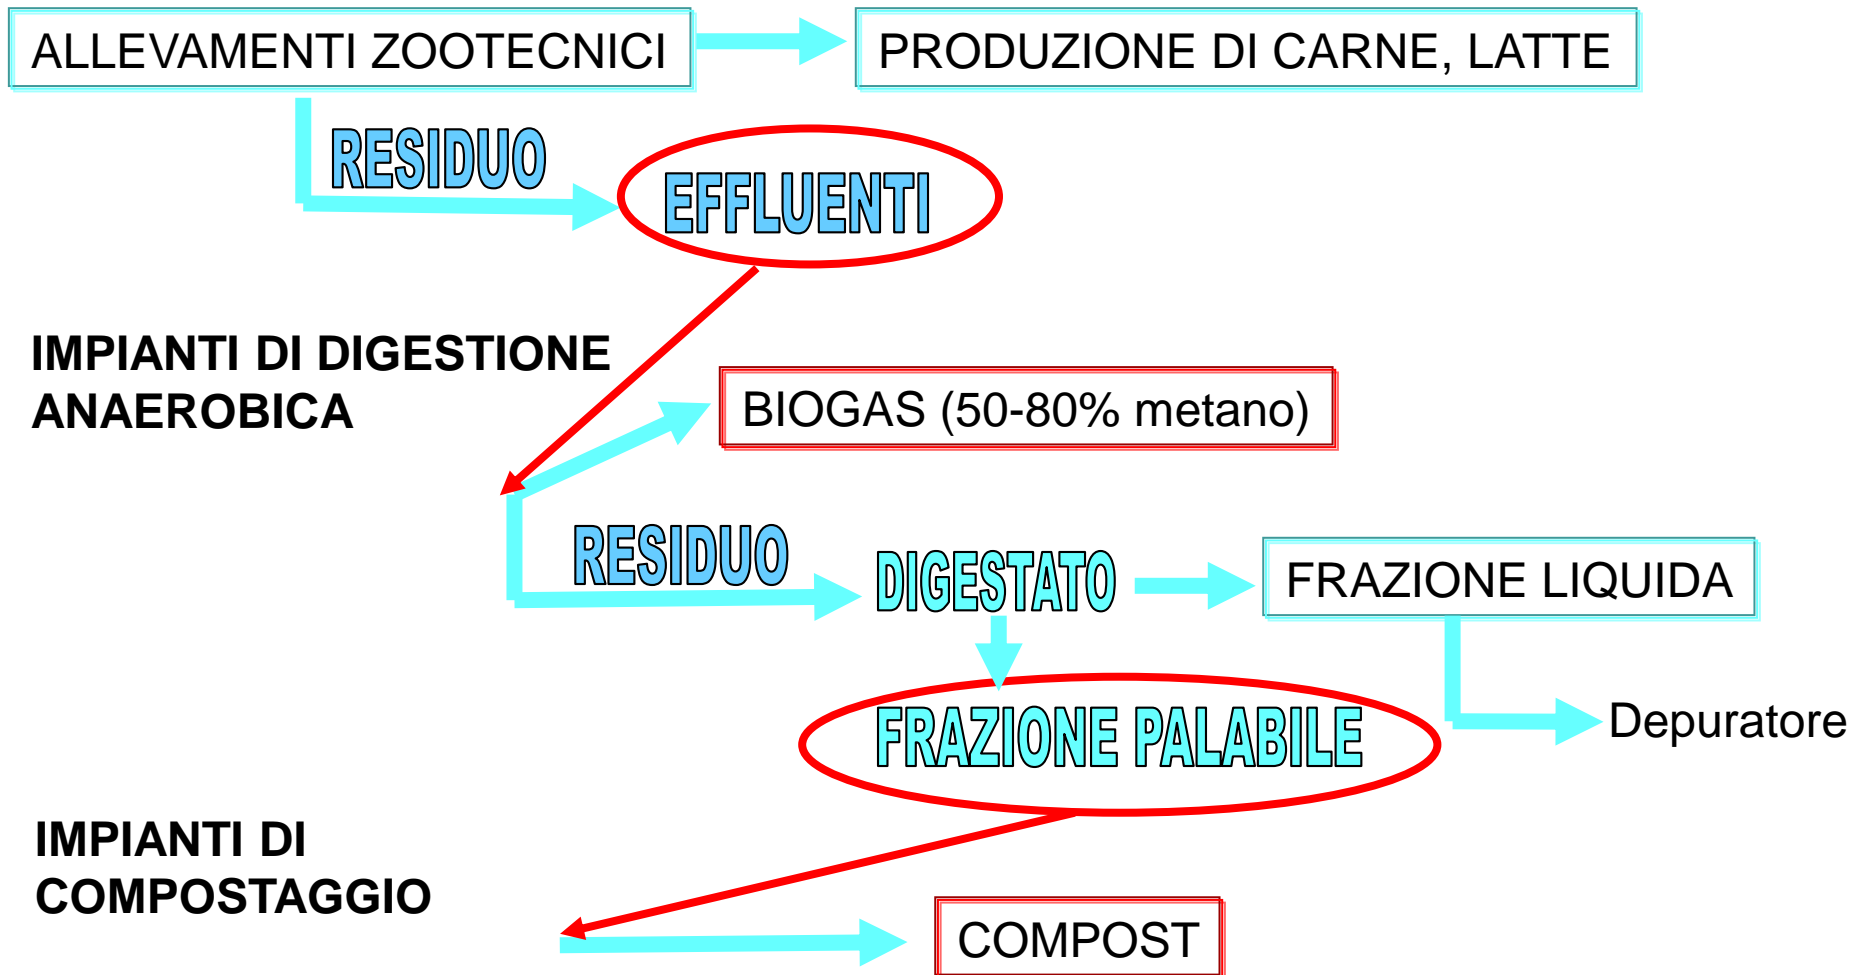 ALLEVAMENTI ZOOTECNICI
PRODUZIONE DI CARNE, LATTE
RESIDUO
EFFLUENTI
IMPIANTI DI DIGESTIONE
ANAEROBICA
BIOGAS (50-80% metano)
RESIDUO
DIGESTATO
FRAZIONE LIQUIDA
FRAZIONE PALABILE
Depuratore
IMPIANTI DI
COMPOSTAGGIO
COMPOST